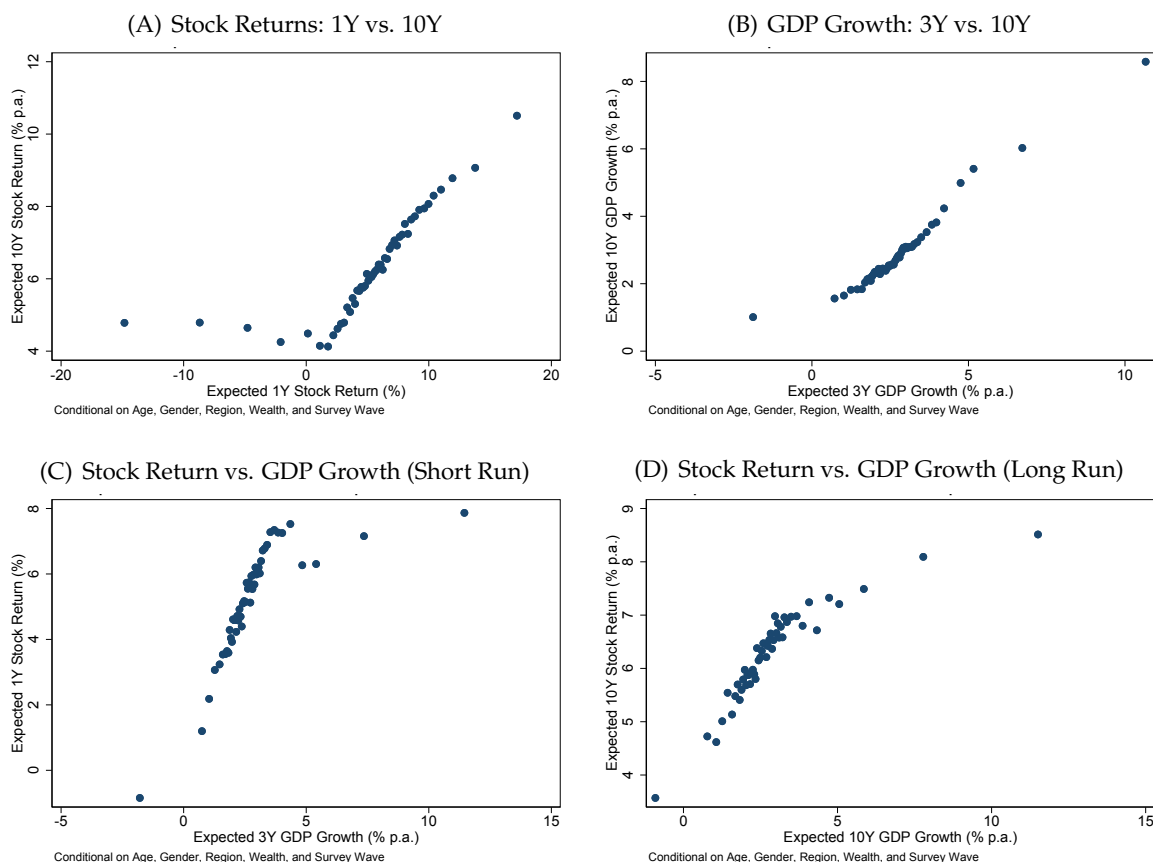 (A) Stock Returns: 1Y vs. 10Y
Expected 10Y Stock Return (% p.a.)
12
10
8
6
4
-20 -10 0 10 20
Expected 1Y Stock Return (%)
Conditional on Age, Gender, Region, Wealth, and Survey Wave
(B) GDP Growth: 3Y vs. 10Y
Expected 10Y GDP Growth (% p.a.)
8
6
4
2
0
-5 0 5 10
Expected 3Y GDP Growth (% p.a.)
Conditional on Age, Gender, Region, Wealth, and Survey Wave
(C) Stock Return vs. GDP Growth (Short Run)
Expected 1Y Stock Return (%)
8
6
4
2
0
-5 0 5 10 15
Expected 3Y GDP Growth (% p.a.)
Conditional on Age, Gender, Region, Wealth, and Survey Wave
(D) Stock Return vs. GDP Growth (Long Run)
Expected 10Y Stock Return (% p.a.)
9
8
7
6
5
4
0 5 10 15
Expected 10Y GDP Growth (% p.a.)
Conditional on Age, Gender, Region, Wealth, and Survey Wave